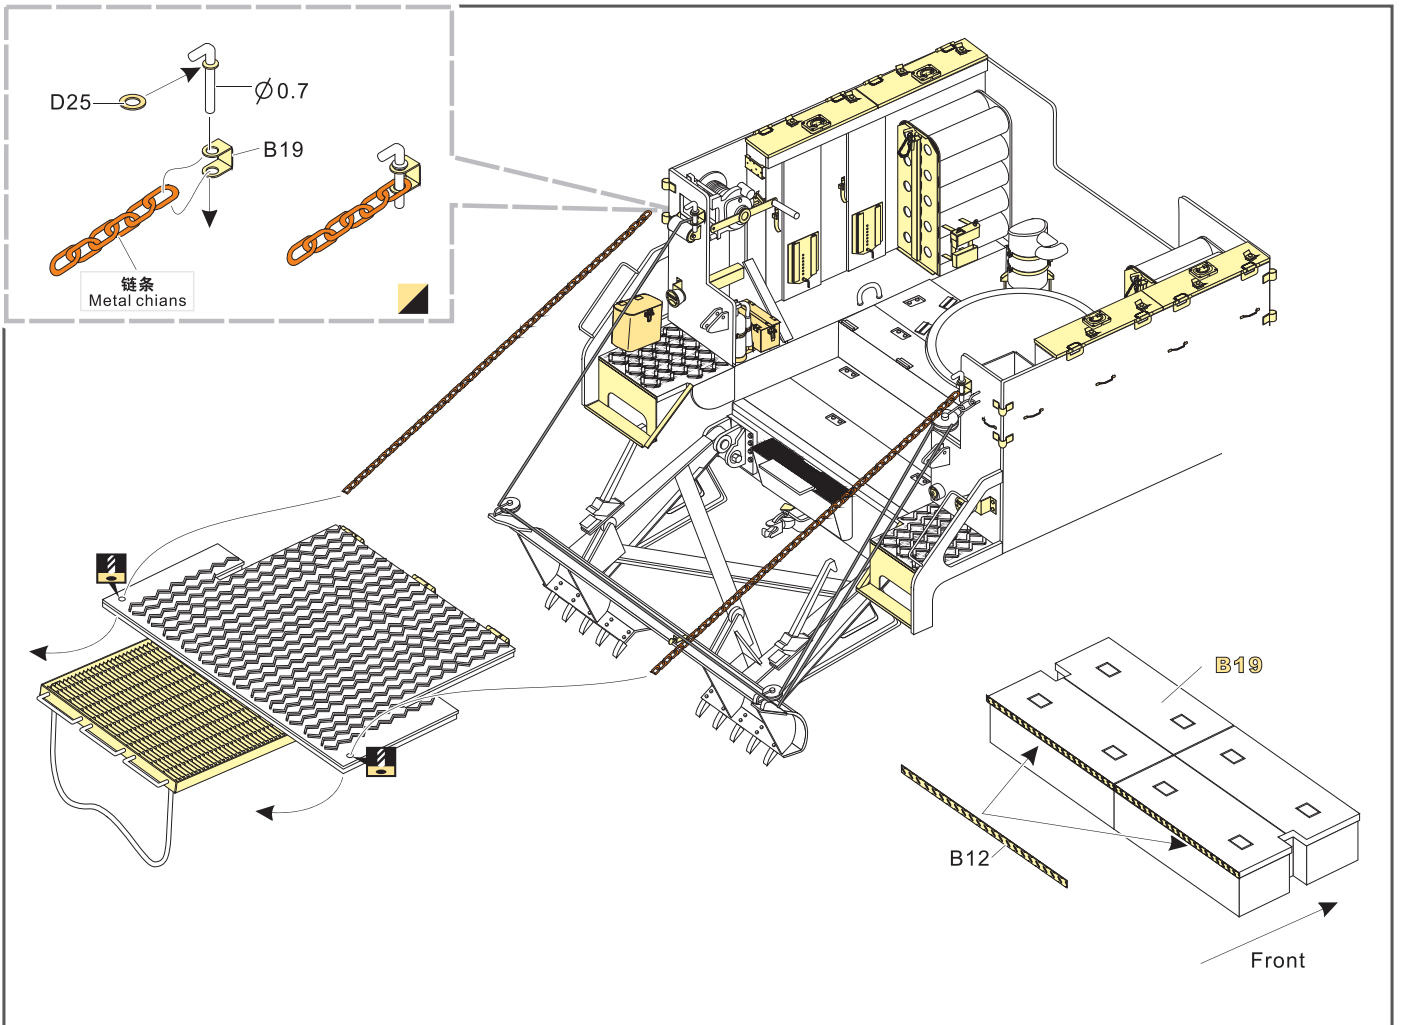 D25
Ø0.7
B19
链条
Metal chians
B19
B12
Front